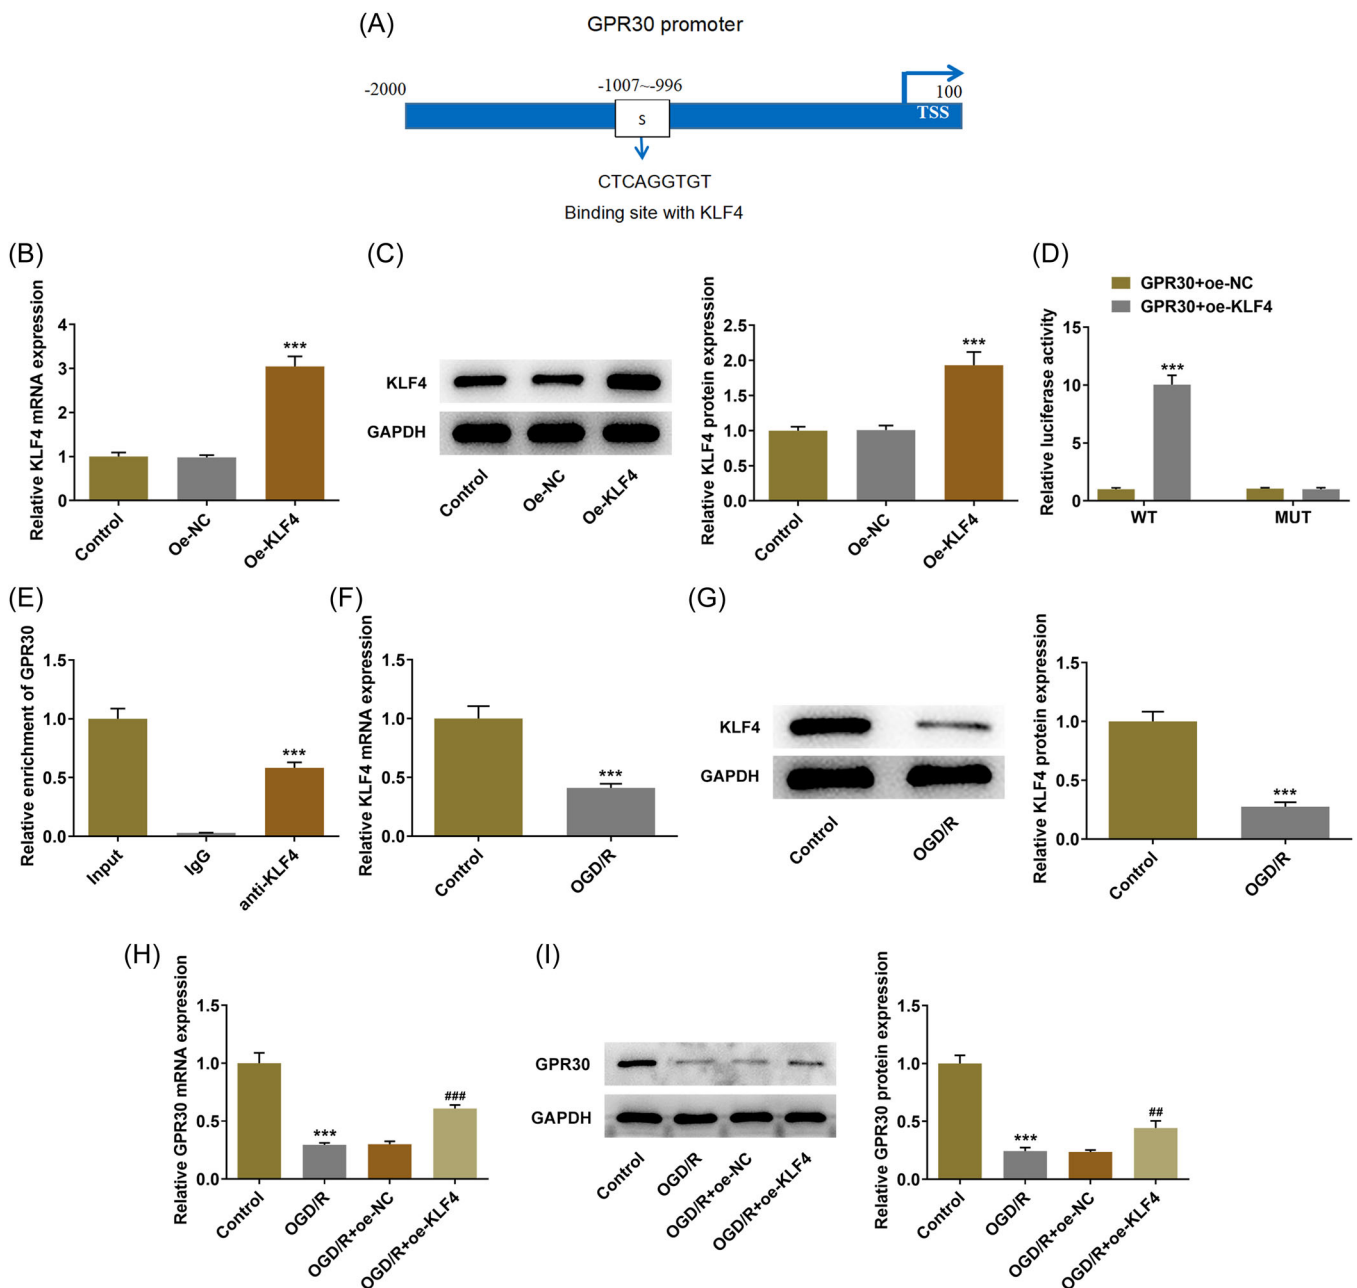 (A)
GPR30 promoter
-2000
-1007~-996
100
S
TSS
CTCAGGTGT
Binding site with KLF4
(B)
Relative KLF4 mRNA expression
4
3
2
1
0
Control
Oe-NC
Oe-KLF4
***
(C)
KLF4
GAPDH
Control
Oe-NC
Oe-KLF4
Relative KLF4 protein expression
2.5
2.0
1.5
1.0
0.5
0.0
Control
Oe-NC
Oe-KLF4
***
(D)
GPR30+oe-NC
GPR30+oe-KLF4
Relative luciferase activity
15
10
5
0
WT
MUT
***
(E)
Relative enrichment of GPR30
1.5
1.0
0.5
0.0
Input
IgG
anti-KLF4
***
(F)
Relative KLF4 mRNA expression
1.5
1.0
0.5
0.0
Control
OGD/R
***
(G)
KLF4
GAPDH
Control
OGD/R
Relative KLF4 protein expression
1.5
1.0
0.5
0.0
Control
OGD/R
***
(H)
Relative GPR30 mRNA expression
1.5
1.0
0.5
0.0
Control
OGD/R
OGD/R+oe-NC
OGD/R+oe-KLF4
***
###
(I)
GPR30
GAPDH
Control
OGD/R
OGD/R+oe-NC
OGD/R+oe-KLF4
Relative GPR30 protein expression
1.5
1.0
0.5
0.0
Control
OGD/R
OGD/R+oe-NC
OGD/R+oe-KLF4
***
##